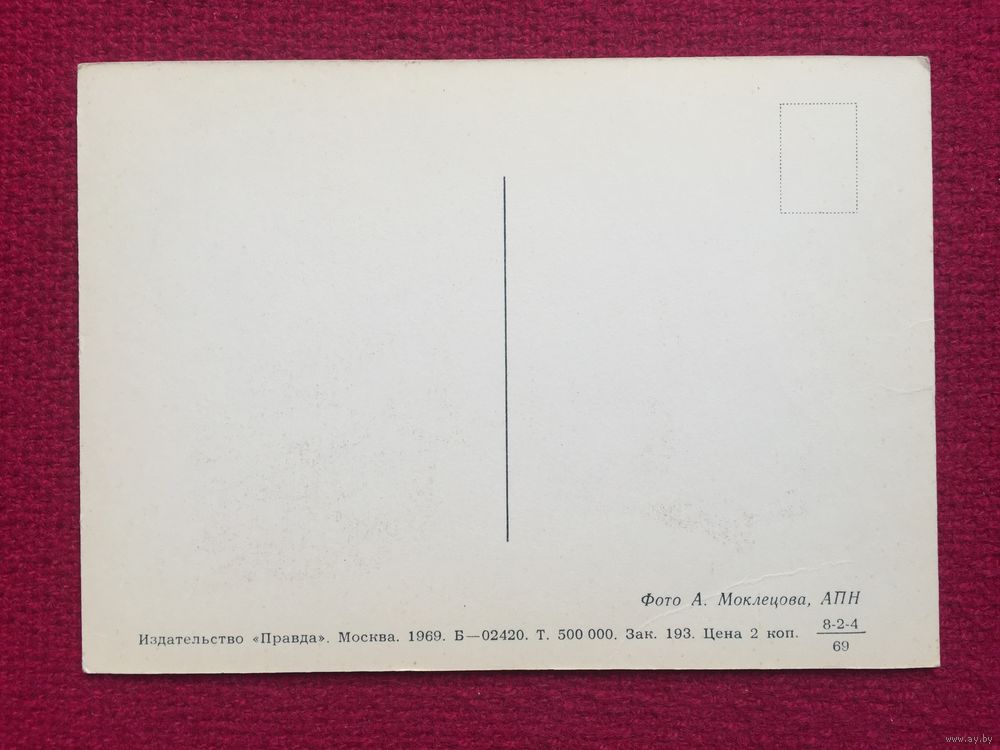 Фото А. Моклецова, АПН
Издательство «Правда». Москва. 1969. Б—02420. Т. 500 000. Зак. 193. Цена 2 коп.
8-2-4
69
www.ay.by